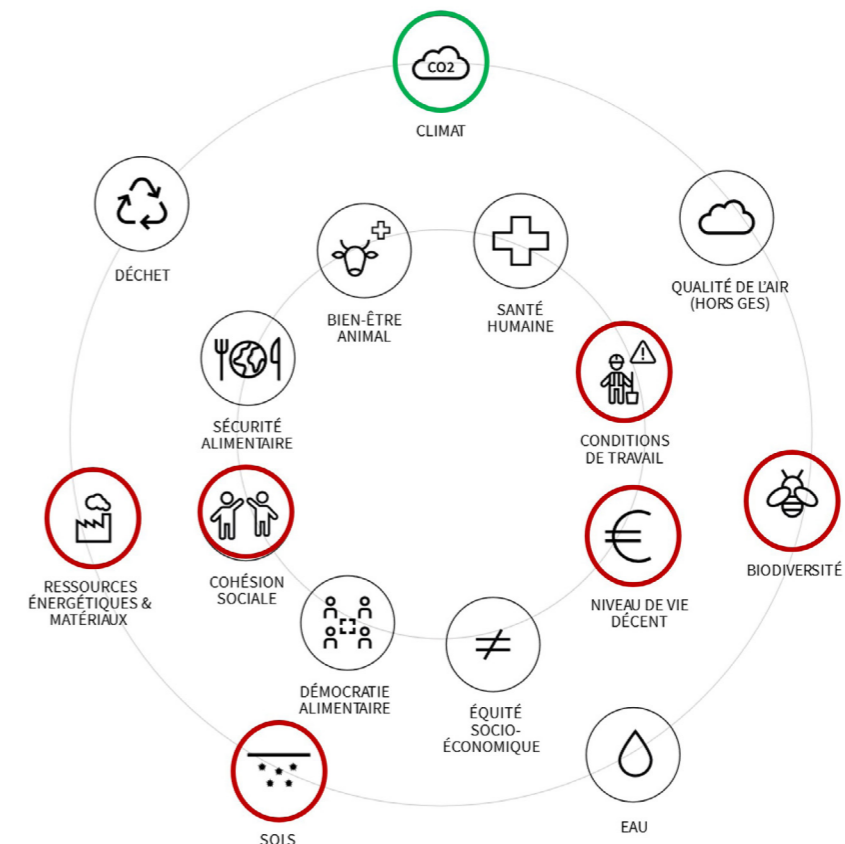 CO2
CLIMAT
DÉCHET
QUALITÉ DE L'AIR
(HORS GES)
BIEN-ÊTRE
ANIMAL
SANTÉ
HUMAINE
SÉCURITÉ
ALIMENTAIRE
CONDITIONS
DE TRAVAIL
RESSOURCES
ÉNERGÉTIQUES &
MATÉRIAUX
COHÉSION
SOCIALE
NIVEAU DE VIE
DÉCENT
BIODIVERSITÉ
DÉMOCRATIE
ALIMENTAIRE
ÉQUITÉ
SOCIO-
ÉCONOMIQUE
SOLS
EAU